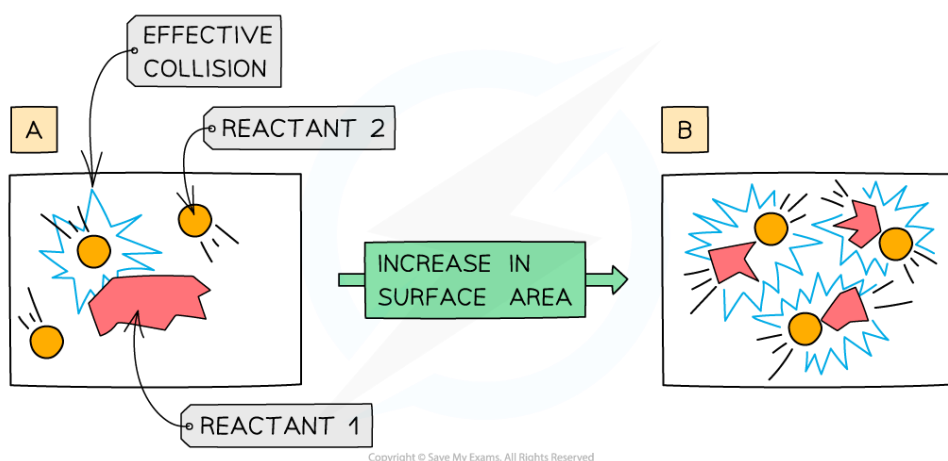 EFFECTIVE
COLLISION
A
REACTANT 2
B
INCREASE IN
SURFACE AREA
REACTANT 1
Copyright © Save My Exams. All Rights Reserved